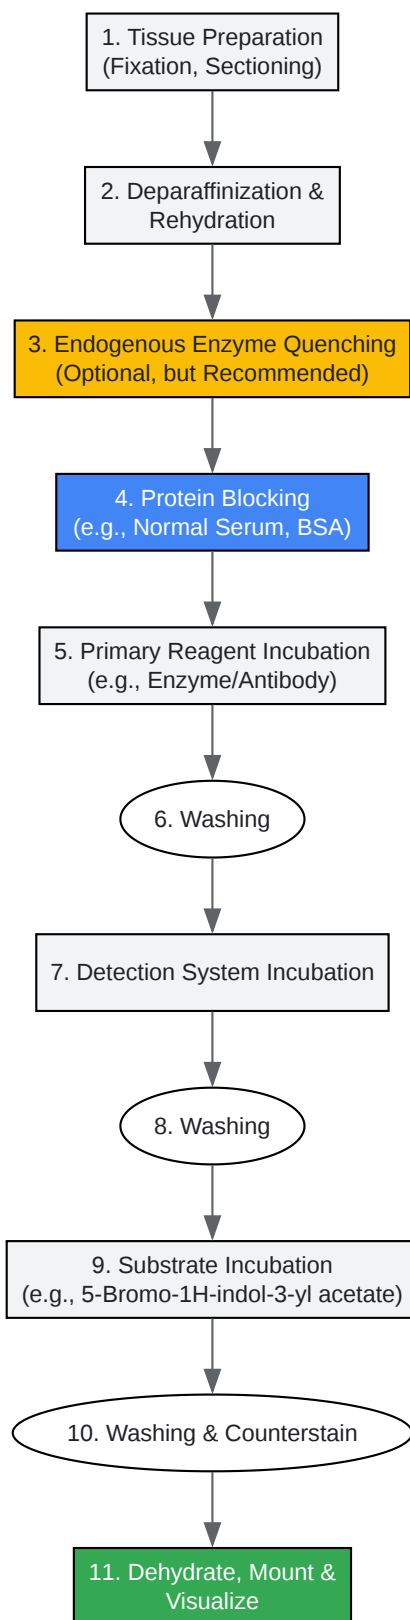 1. Tissue Preparation
(Fixation, Sectioning)
2. Deparaffinization &
Rehydration
3. Endogenous Enzyme Quenching
(Optional, but Recommended)
4. Protein Blocking
(e.g., Normal Serum, BSA)
5. Primary Reagent Incubation
(e.g., Enzyme/Antibody)
6. Washing
7. Detection System Incubation
8. Washing
9. Substrate Incubation
(e.g., 5-Bromo-1H-indol-3-yl acetate)
10. Washing & Counterstain
11. Dehydrate, Mount &
Visualize